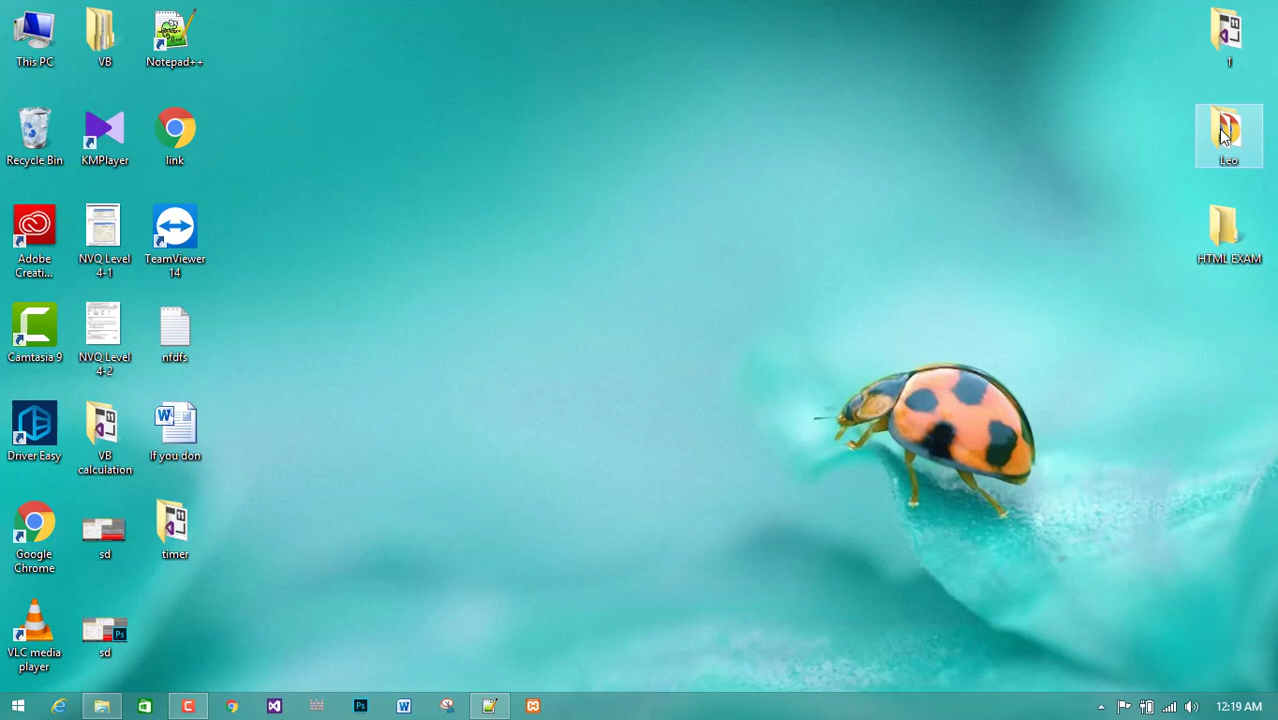 This PC
VB
Notepad++
1
Recycle Bin
KMPlayer
link
Leo
Adobe
Creati...
NVQ Level
4-1
TeamViewer
14
HTML EXAM
Camtasia 9
NVQ Level
4-2
nfdfs
Driver Easy
VB
calculation
If you don
Google
Chrome
sd
timer
VLC media
player
sd
Ps
Ps
12:19 AM